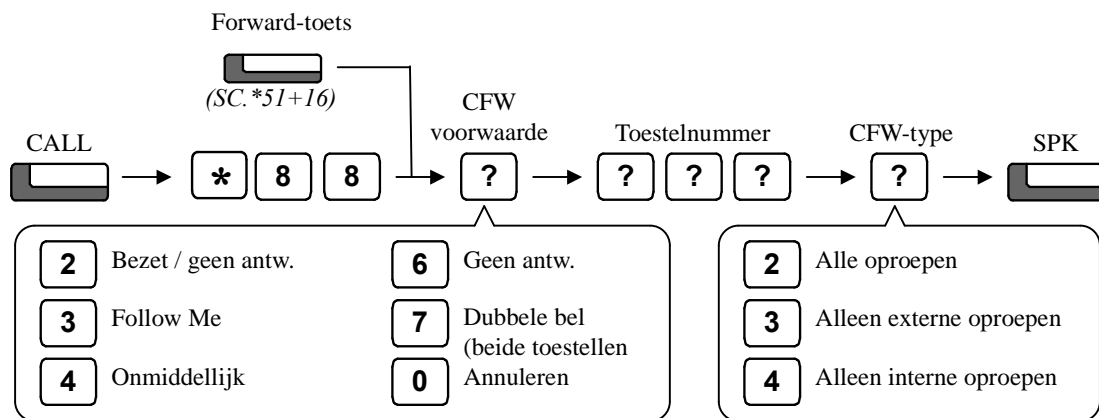 Forward-toets
(SC.*51+16)
CALL
* 8 8
CFW
voorwaarde
?
Toestelnummer
? ? ?
CFW-type
?
SPK
2 Bezet / geen antw.
3 Follow Me
4 Onmiddellijk
6 Geen antw.
7 Dubbele bel
(beide toestellen
0 Annuleren
2 Alle oproepen
3 Alleen externe oproepen
4 Alleen interne oproepen